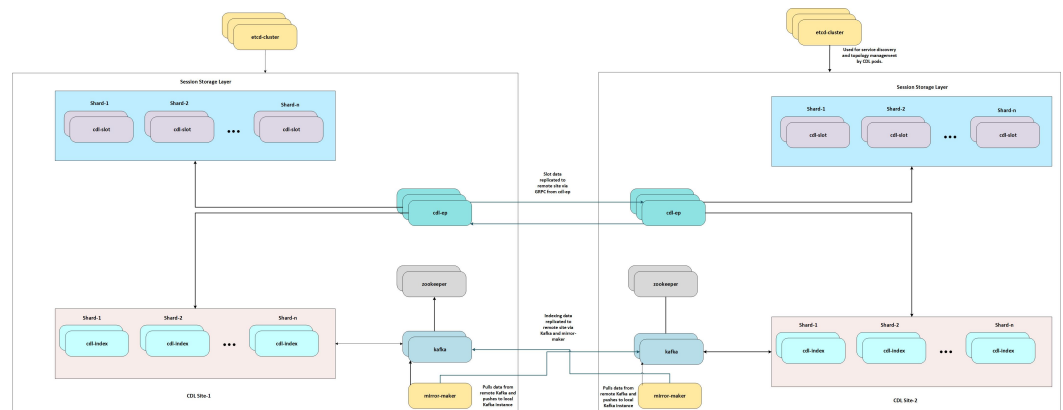 etcd-cluster
etcd-cluster
Used for service discovery
and topology management
by CDL pods.
Session Storage Layer
Session Storage Layer
Shard-1
Shard-2
Shard-n
cdl-slot
cdl-slot
cdl-slot
Shard-1
Shard-2
Shard-n
cdl-slot
cdl-slot
cdl-slot
Slot data
replicated to
remote site via
GRPC from cdl-ep
cdl-ep
cdl-ep
zookeeper
zookeeper
Shard-1
Shard-2
Shard-n
cdl-index
cdl-index
cdl-index
Indexing data
replicated to
remote site via
Kafka and mirror-
maker
kafka
kafka
Shard-1
Shard-2
Shard-n
cdl-index
cdl-index
cdl-index
mirror-maker
Pulls data from
remote Kafka and
pushes to local
Kafka instance
Pulls data from
remote Kafka and
pushes to local
Kafka instance
mirror-maker
CDL Site-1
CDL Site-2